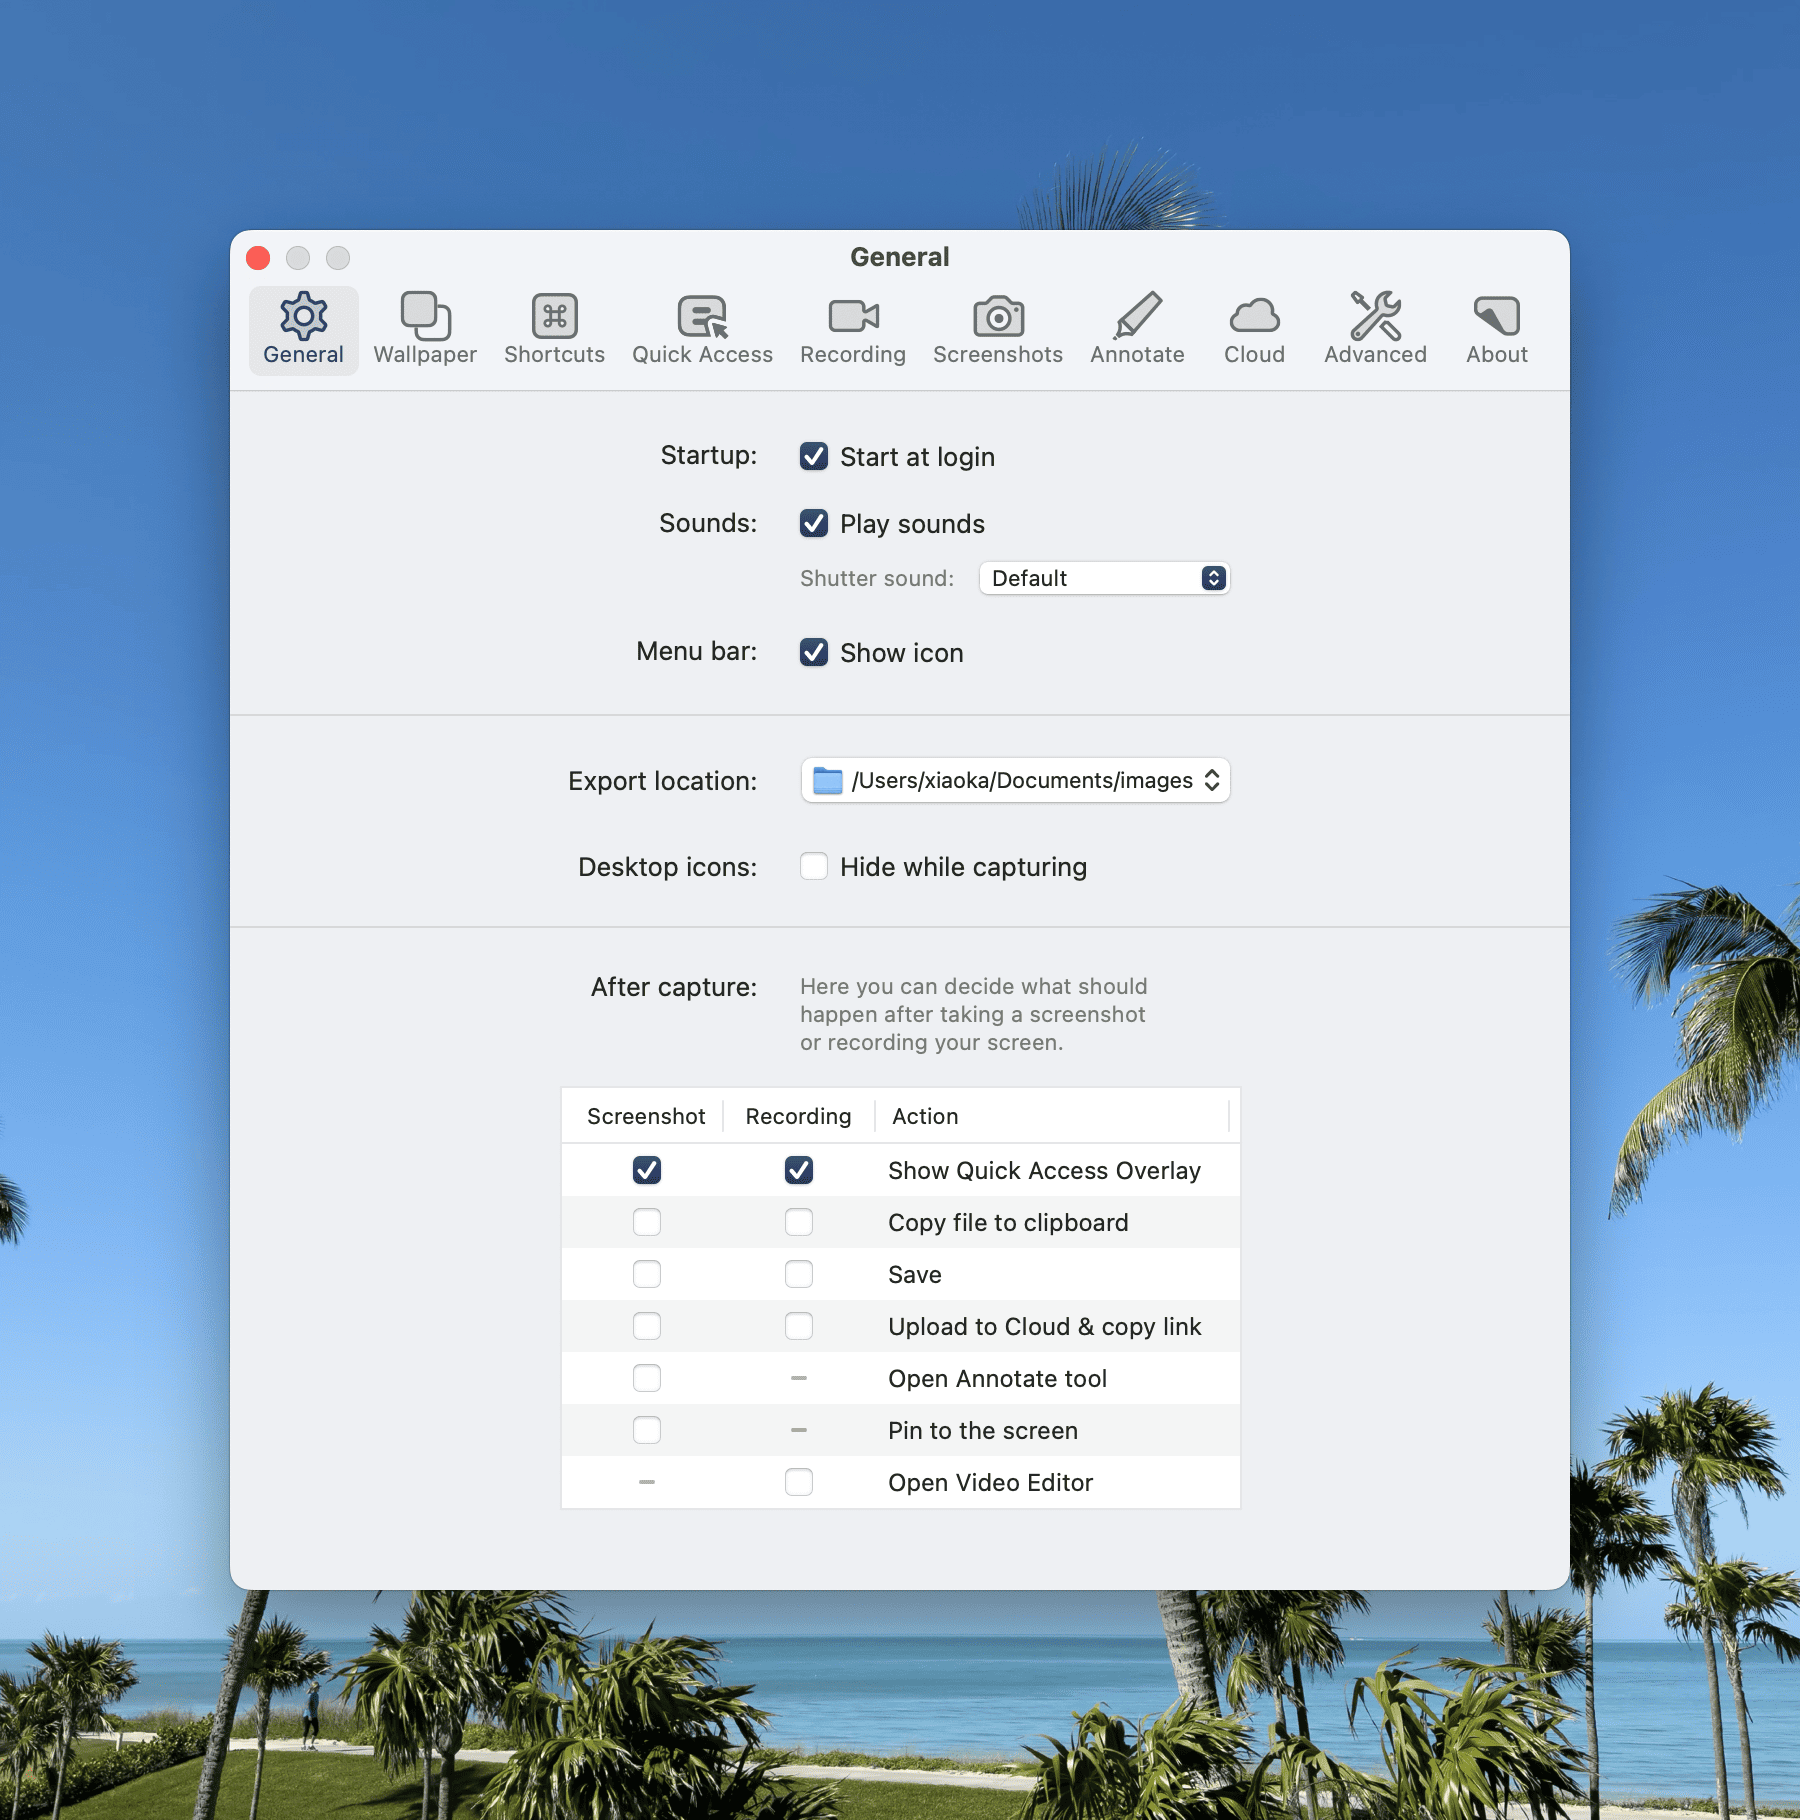 General
General Wallpaper Shortcuts Quick Access Recording Screenshots Annotate Cloud Advanced About
Startup: Start at login
Sounds: Play sounds
Shutter sound: Default
Menu bar: Show icon
Export location: /Users/xiaoka/Documents/images
Desktop icons: Hide while capturing
After capture: Here you can decide what should
happen after taking a screenshot
or recording your screen.
Screenshot Recording Action
Show Quick Access Overlay
Copy file to clipboard
Save
Upload to Cloud & copy link
Open Annotate tool
Pin to the screen
Open Video Editor